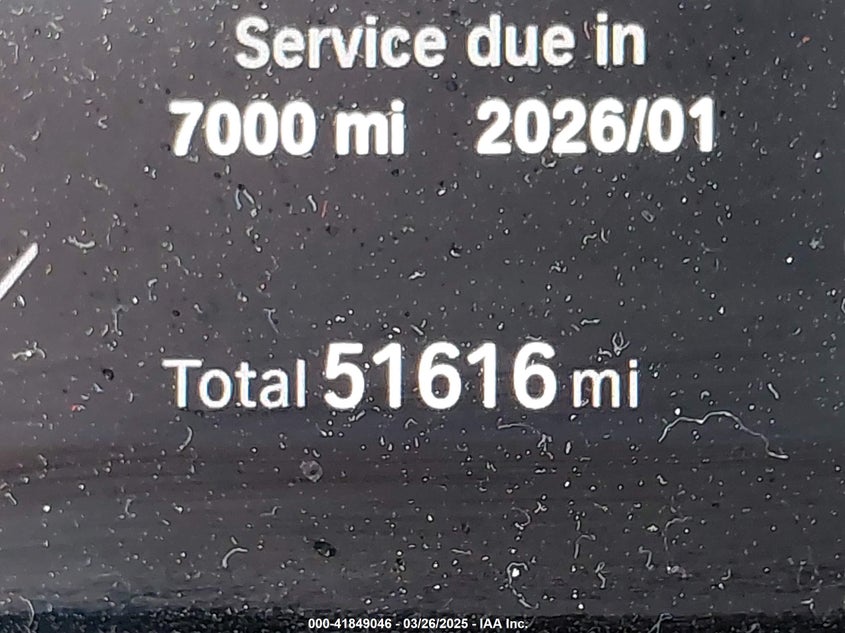 Service due in
7000 mi 2026/01
Total 51616 mi
000-41849046 - 03/26/2025 - IAA Inc.